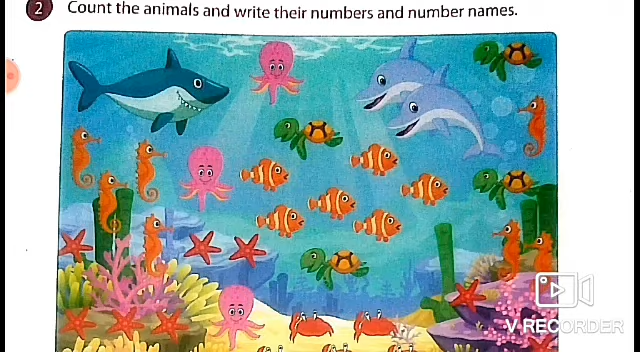 2 Count the animals and write their numbers and number names.
V.RECORDER